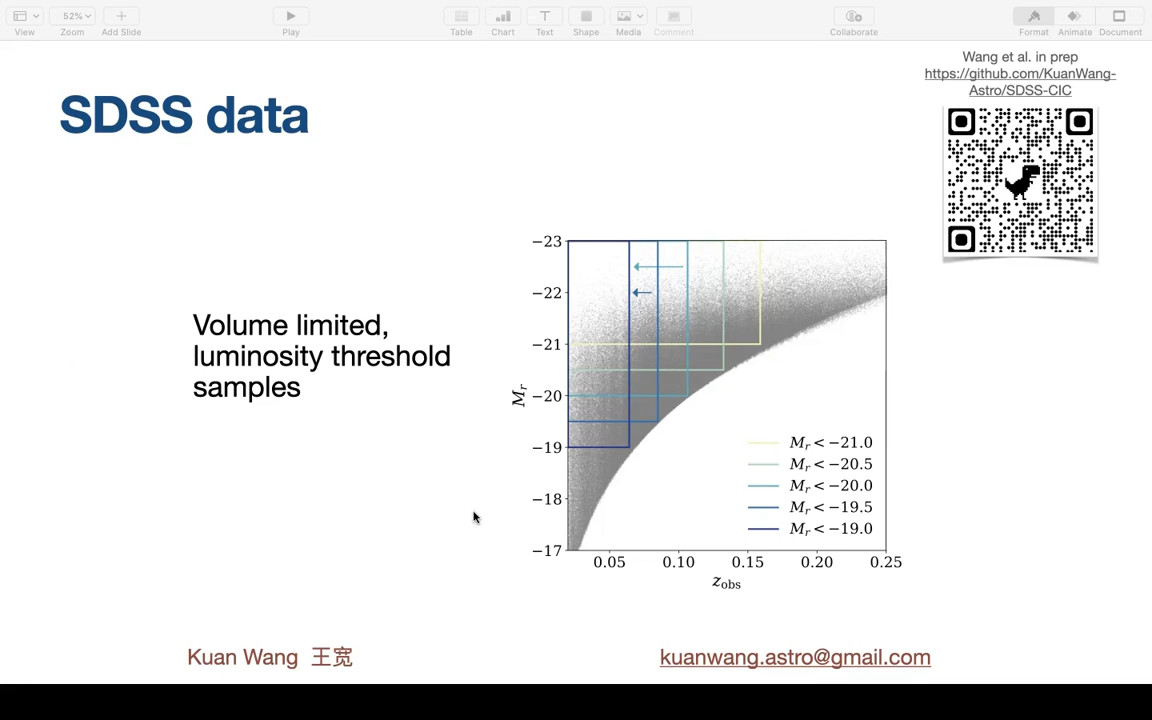 View
52%
Zoom
Add Slide
Play
Table
Chart
Text
Shape
Media
Comment
Collaborate
Format
Animate
Document
Wang et al. in prep
https://github.com/KuanWang-
Astro/SDSS-CIC
SDSS data
Volume limited,
luminosity threshold
samples
−23
−22
−21
−20
−19
−18
−17
M_r
M_r < −21.0
M_r < −20.5
M_r < −20.0
M_r < −19.5
M_r < −19.0
0.05 0.10 0.15 0.20 0.25
z_obs
Kuan Wang 王宽
kuanwang.astro@gmail.com